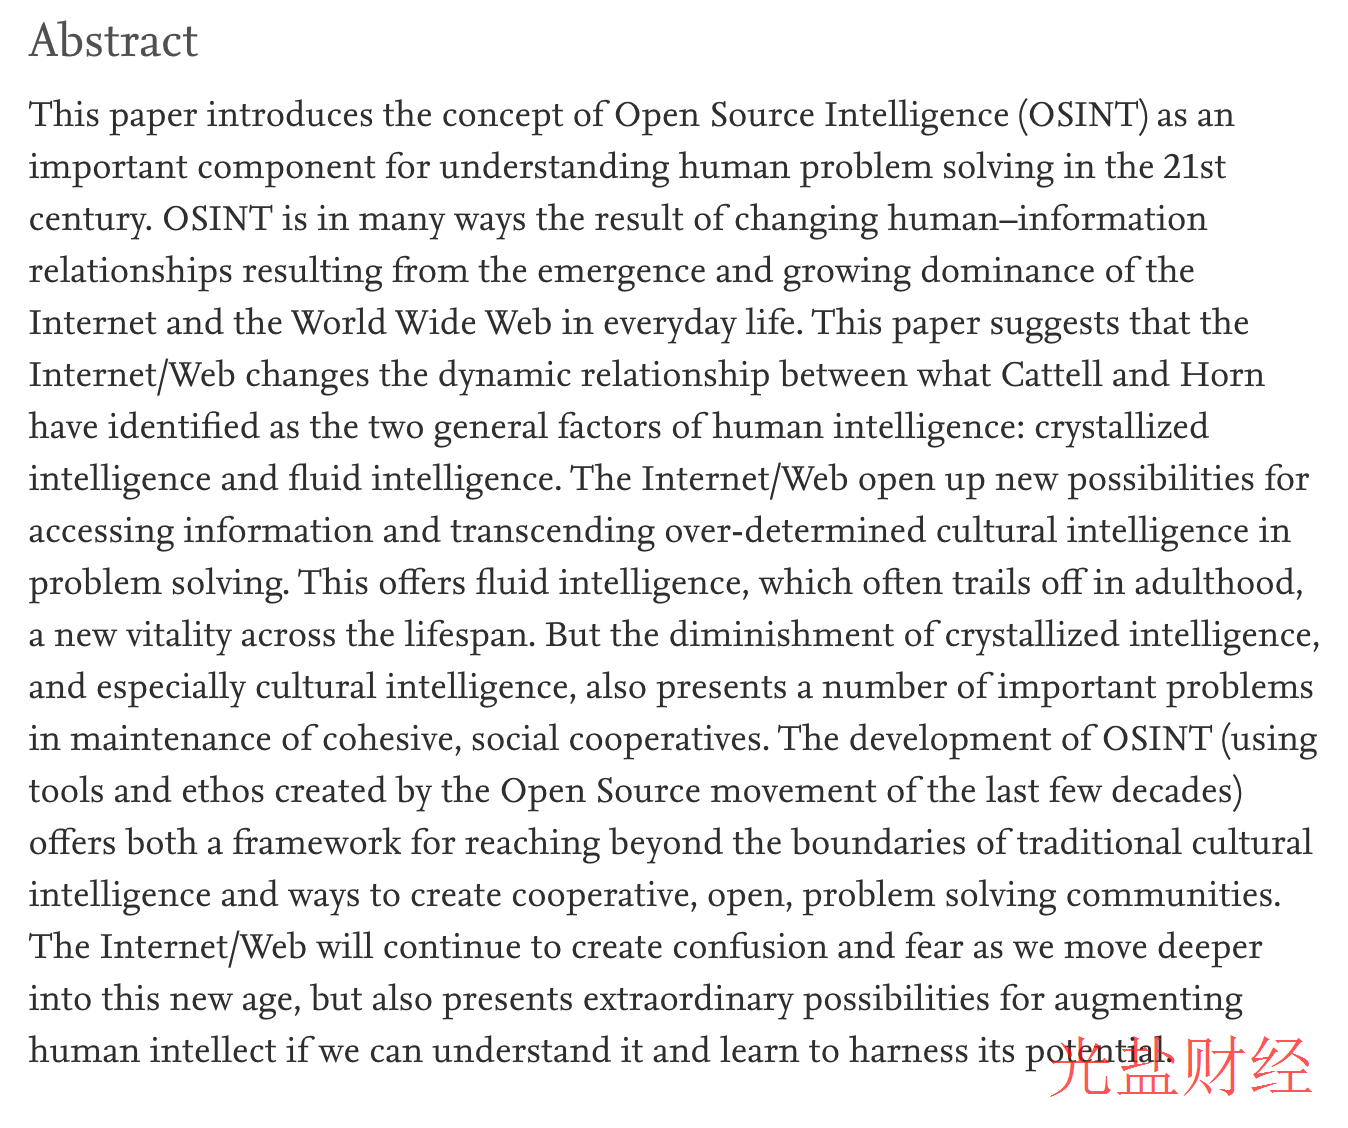 Abstract
This paper introduces the concept of Open Source Intelligence (OSINT) as an
important component for understanding human problem solving in the 21st
century. OSINT is in many ways the result of changing human–information
relationships resulting from the emergence and growing dominance of the
Internet and the World Wide Web in everyday life. This paper suggests that the
Internet/Web changes the dynamic relationship between what Cattell and Horn
have identified as the two general factors of human intelligence: crystallized
intelligence and fluid intelligence. The Internet/Web open up new possibilities for
accessing information and transcending over-determined cultural intelligence in
problem solving. This offers fluid intelligence, which often trails off in adulthood,
a new vitality across the lifespan. But the diminishment of crystallized intelligence,
and especially cultural intelligence, also presents a number of important problems
in maintenance of cohesive, social cooperatives. The development of OSINT (using
tools and ethos created by the Open Source movement of the last few decades)
offers both a framework for reaching beyond the boundaries of traditional cultural
intelligence and ways to create cooperative, open, problem solving communities.
The Internet/Web will continue to create confusion and fear as we move deeper
into this new age, but also presents extraordinary possibilities for augmenting
human intellect if we can understand it and learn to harness its potential.
光盐财经